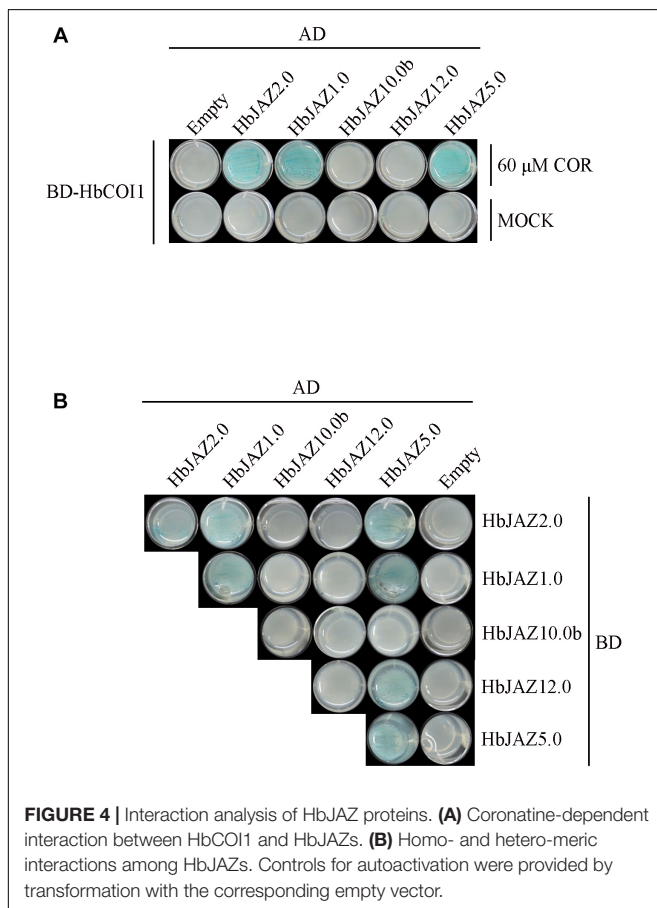 A
AD
Empty
HbJAZ2.0
HbJAZ1.0
HbJAZ10.0b
HbJAZ12.0
HbJAZ5.0
BD-HbCOI1
60 μM COR
MOCK
B
AD
HbJAZ2.0
HbJAZ1.0
HbJAZ10.0b
HbJAZ12.0
HbJAZ5.0
Empty
HbJAZ2.0
HbJAZ1.0
HbJAZ10.0b
BD
HbJAZ12.0
HbJAZ5.0
FIGURE 4 | Interaction analysis of HbJAZ proteins. (A) Coronatine-dependent
interaction between HbCOI1 and HbJAZs. (B) Homo- and hetero-meric
interactions among HbJAZs. Controls for autoactivation were provided by
transformation with the corresponding empty vector.